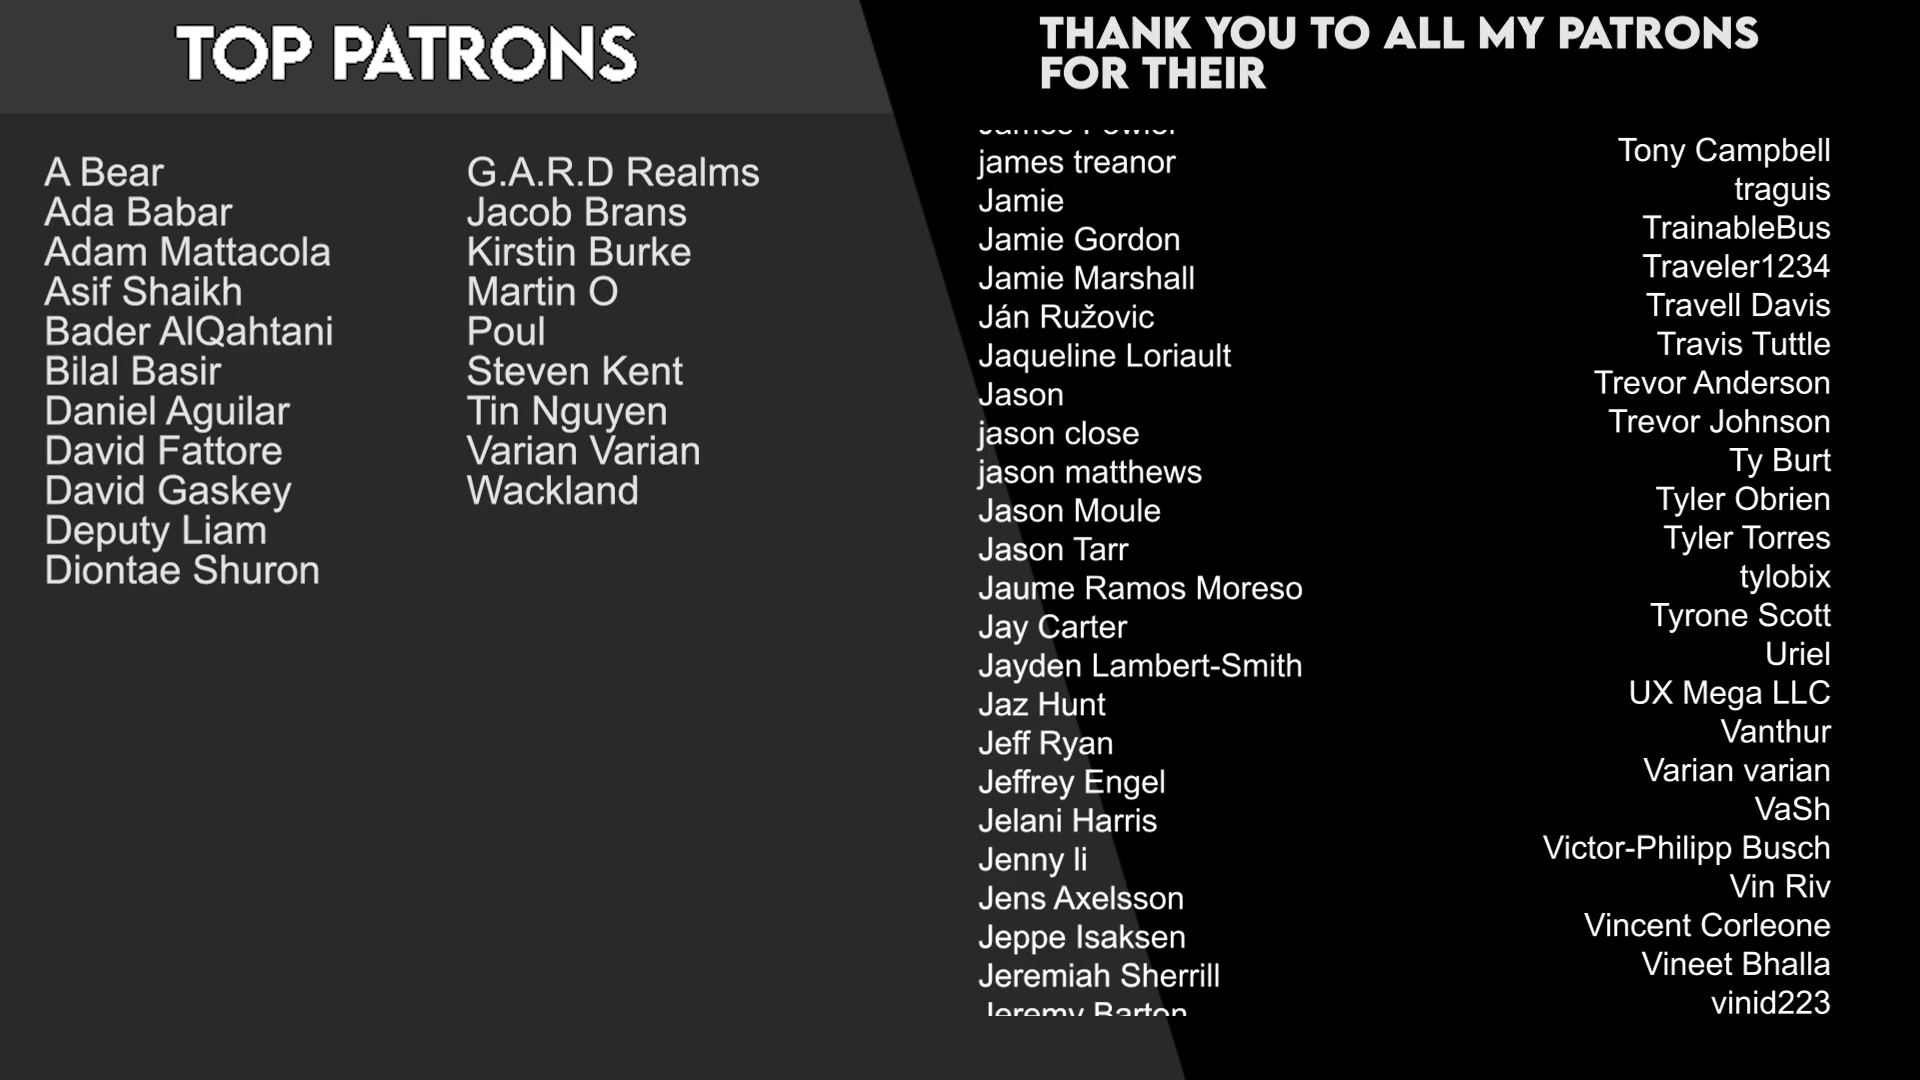 TOP PATRONS
A Bear
Ada Babar
Adam Mattacola
Asif Shaikh
Bader AlQahtani
Bilal Basir
Daniel Aguilar
David Fattore
David Gaskey
Deputy Liam
Diontae Shuron
G.A.R.D Realms
Jacob Brans
Kirstin Burke
Martin O
Poul
Steven Kent
Tin Nguyen
Varian Varian
Wackland
THANK YOU TO ALL MY PATRONS
FOR THEIR
james treanor
Jamie
Jamie Gordon
Jamie Marshall
Ján Ružovic
Jaqueline Loriault
Jason
jason close
jason matthews
Jason Moule
Jason Tarr
Jaume Ramos Moreso
Jay Carter
Jayden Lambert-Smith
Jaz Hunt
Jeff Ryan
Jeffrey Engel
Jelani Harris
Jenny li
Jens Axelsson
Jeppe Isaksen
Jeremiah Sherrill
Jeremy Barton
Tony Campbell
traguis
TrainableBus
Traveler1234
Travell Davis
Travis Tuttle
Trevor Anderson
Trevor Johnson
Ty Burt
Tyler Obrien
Tyler Torres
tylobix
Tyrone Scott
Uriel
UX Mega LLC
Vanthur
Varian varian
VaSh
Victor-Philipp Busch
Vin Riv
Vincent Corleone
Vineet Bhalla
vinid223